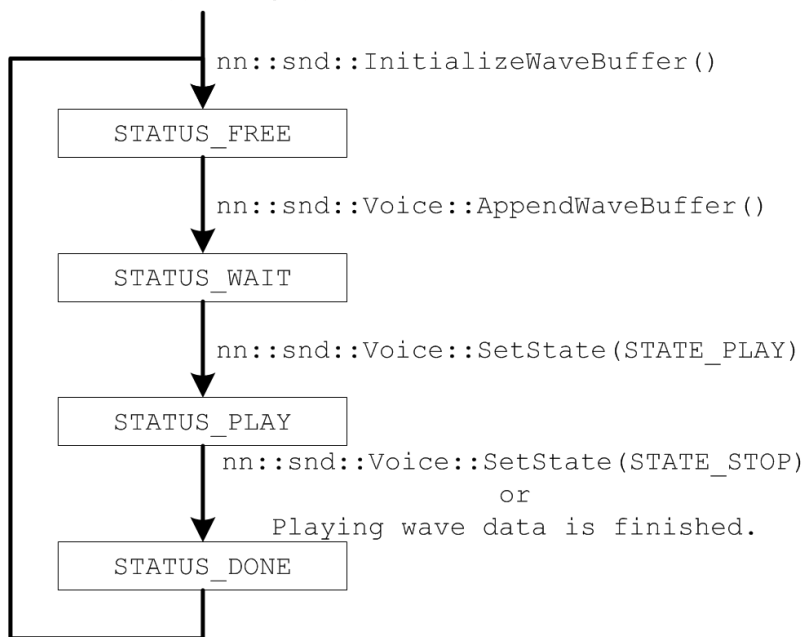 nn::snd::InitializeWaveBuffer()
STATUS_FREE
nn::snd::Voice::AppendWaveBuffer()
STATUS_WAIT
nn::snd::Voice::SetState(STATE_PLAY)
STATUS_PLAY
nn::snd::Voice::SetState(STATE_STOP)
or
Playing wave data is finished.
STATUS_DONE